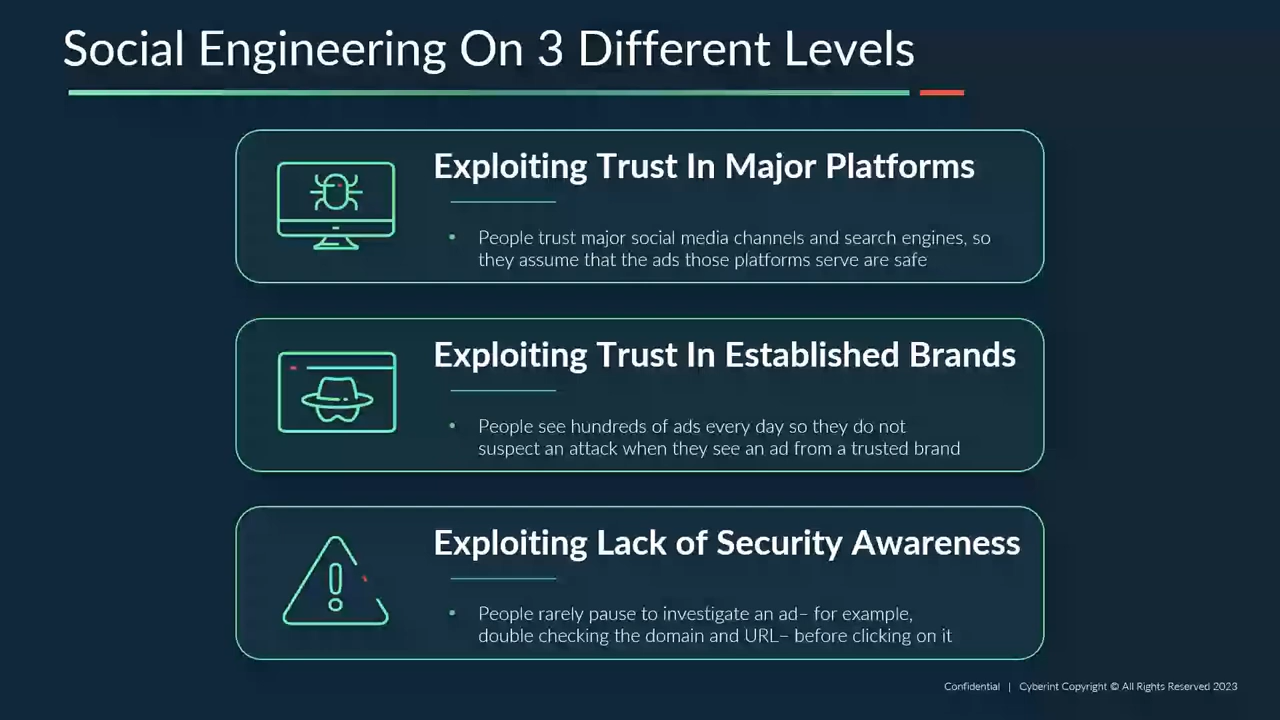 Social Engineering On 3 Different Levels
Exploiting Trust In Major Platforms
• People trust major social media channels and search engines, so
they assume that the ads those platforms serve are safe
Exploiting Trust In Established Brands
• People see hundreds of ads every day so they do not
suspect an attack when they see an ad from a trusted brand
Exploiting Lack of Security Awareness
• People rarely pause to investigate an ad– for example,
double checking the domain and URL– before clicking on it
Confidential | Cyberint Copyright © All Rights Reserved 2023